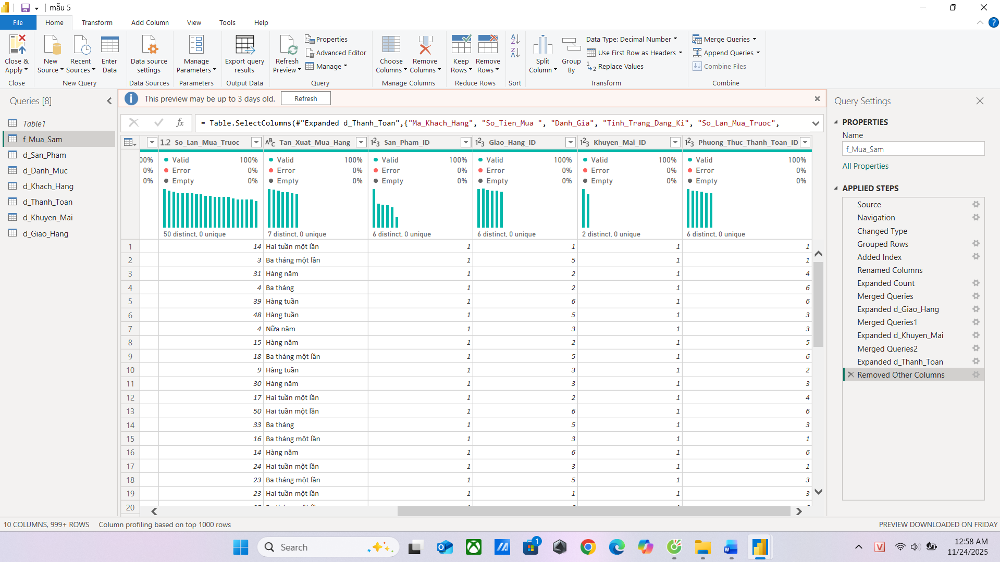 mẫu 5
File Home Transform Add Column View Tools Help
Close & Apply
New Source
Recent Sources
Enter Data
Data source settings
Manage Parameters
Export query results
Refresh Preview
Properties
Advanced Editor
Manage
Choose Columns
Remove Columns
Keep Rows
Remove Rows
Split Column
Group By
Data Type: Decimal Number
Use First Row as Headers
Replace Values
Merge Queries
Append Queries
Combine Files
Close New Query Data Sources Parameters Output Data Query Manage Columns Reduce Rows Sort Transform Combine
Queries [8]
This preview may be up to 3 days old. Refresh
Table1
f_Mua_Sam
d_San_Pham
d_Danh_Muc
d_Khach_Hang
d_Thanh_Toan
d_Khuyen_Mai
d_Giao_Hang
= Table.SelectColumns(#"Expanded d_Thanh_Toan",{"Ma_Khach_Hang", "So_Tien_Mua ", "Danh_Gia", "Tinh_Trang_Dang_Ki", "So_Lan_Mua_Truoc",
1.2 So_Lan_Mua_Truoc ABC Tan_Xuat_Mua_Hang 123 San_Pham_ID 123 Giao_Hang_ID 123 Khuyen_Mai_ID 123 Phuong_Thuc_Thanh_Toan_ID
00% Valid 100% Valid 100% Valid 100% Valid 100% Valid 100% Valid 100%
0% Error 0% Error 0% Error 0% Error 0% Error 0% Error 0%
0% Empty 0% Empty 0% Empty 0% Empty 0% Empty 0% Empty 0%
50 distinct, 0 unique 7 distinct, 0 unique 6 distinct, 0 unique 6 distinct, 0 unique 2 distinct, 0 unique 6 distinct, 0 unique
1 14 Hai tuần một lần 1 1 1 1
2 3 Ba tháng một lần 1 5 1 1
3 31 Hàng năm 1 2 1 4
4 4 Ba tháng 1 2 1 6
5 39 Hàng tuần 1 6 1 6
6 48 Hàng tuần 1 5 1 3
7 4 Nữa năm 1 3 1 3
8 15 Hàng năm 1 2 1 5
9 18 Ba tháng một lần 1 5 1 6
10 9 Hàng tuần 1 3 1 2
11 30 Hàng năm 1 3 1 3
12 17 Hai tuần một lần 1 2 1 4
13 50 Hai tuần một lần 1 6 1 6
14 33 Ba tháng 1 5 1 3
15 16 Ba tháng một lần 1 3 1 1
16 14 Hàng năm 1 6 1 6
17 24 Hai tuần một lần 1 3 1 1
18 23 Ba tháng một lần 1 5 1 3
19 23 Hai tuần một lần 1 1 1 3
20
Query Settings
PROPERTIES
Name
f_Mua_Sam
All Properties
APPLIED STEPS
Source
Navigation
Changed Type
Grouped Rows
Added Index
Renamed Columns
Expanded Count
Merged Queries
Expanded d_Giao_Hang
Merged Queries1
Expanded d_Khuyen_Mai
Merged Queries2
Expanded d_Thanh_Toan
Removed Other Columns
10 COLUMNS, 999+ ROWS Column profiling based on top 1000 rows PREVIEW DOWNLOADED ON FRIDAY
Search
1
12:58 AM
11/24/2025